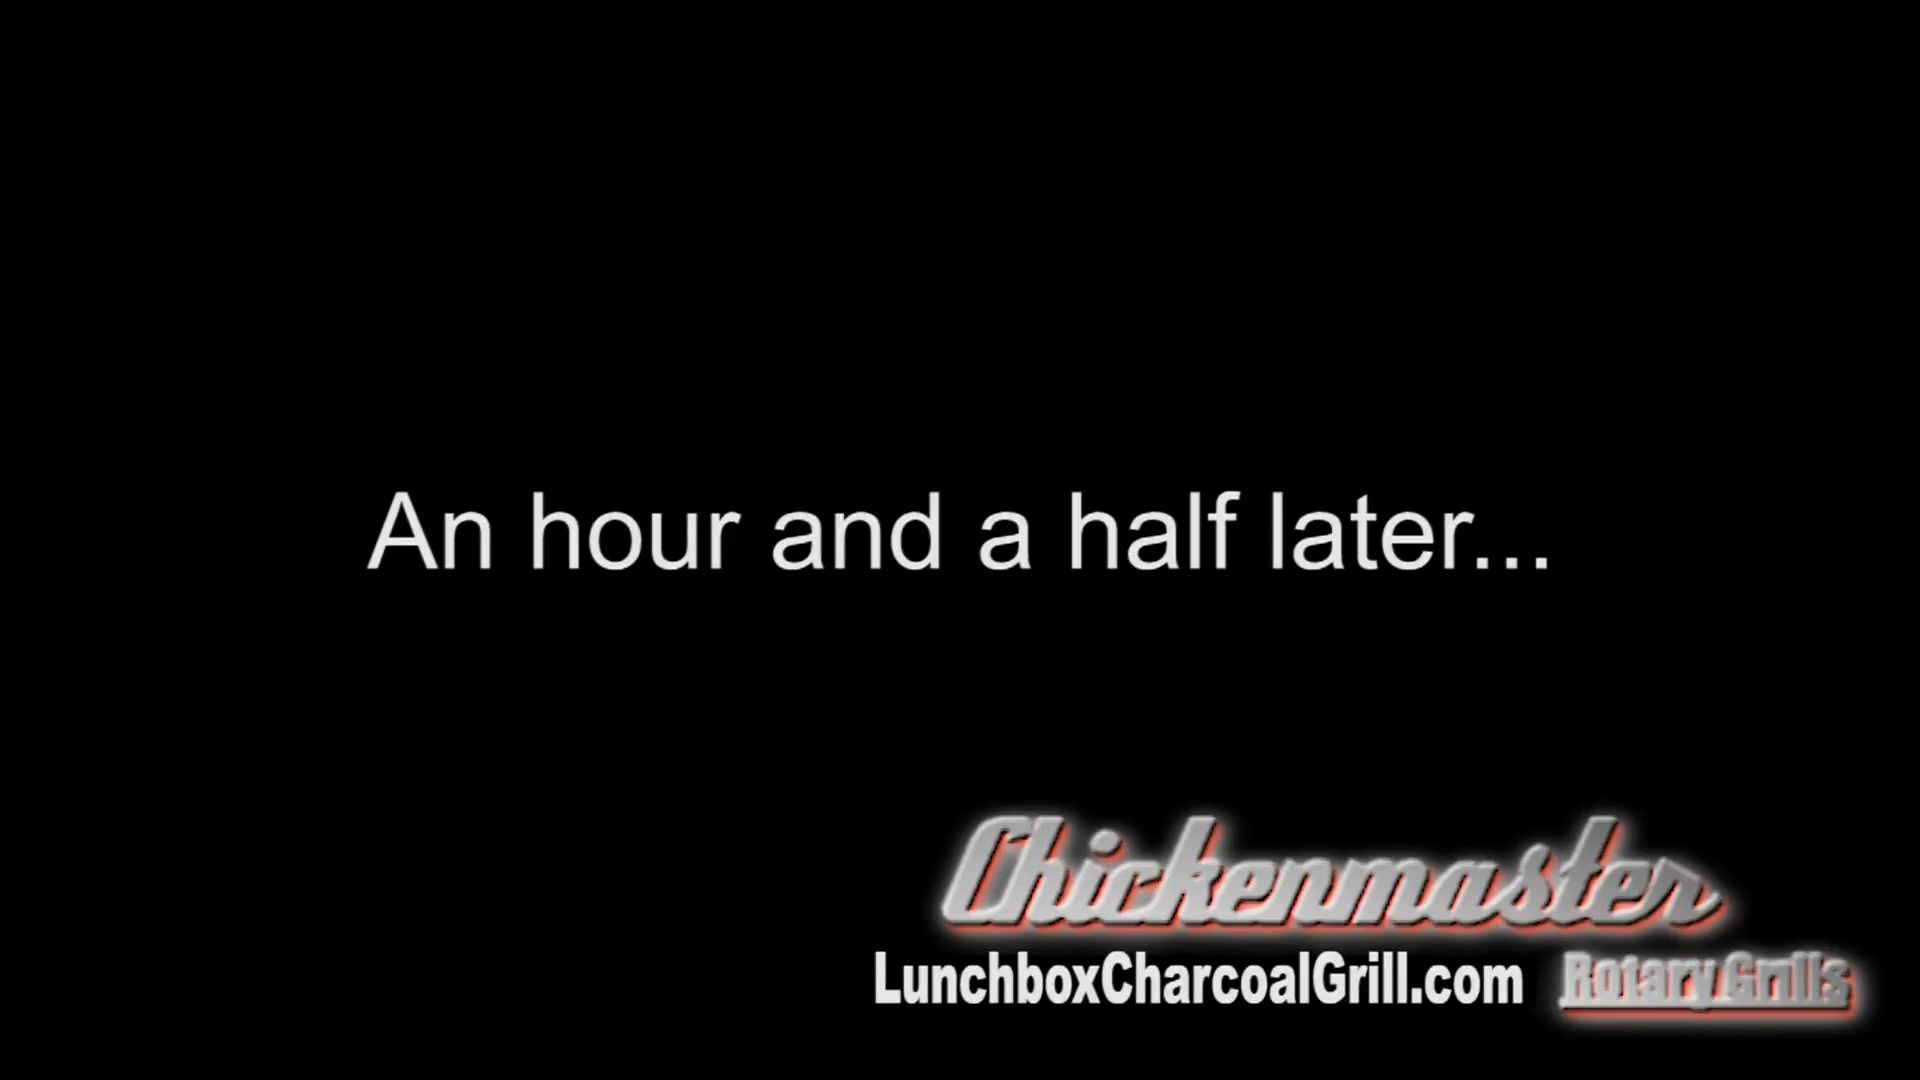 An hour and a half later...
Chickenmaster
LunchboxCharcoalGrill.com Rotary Grills